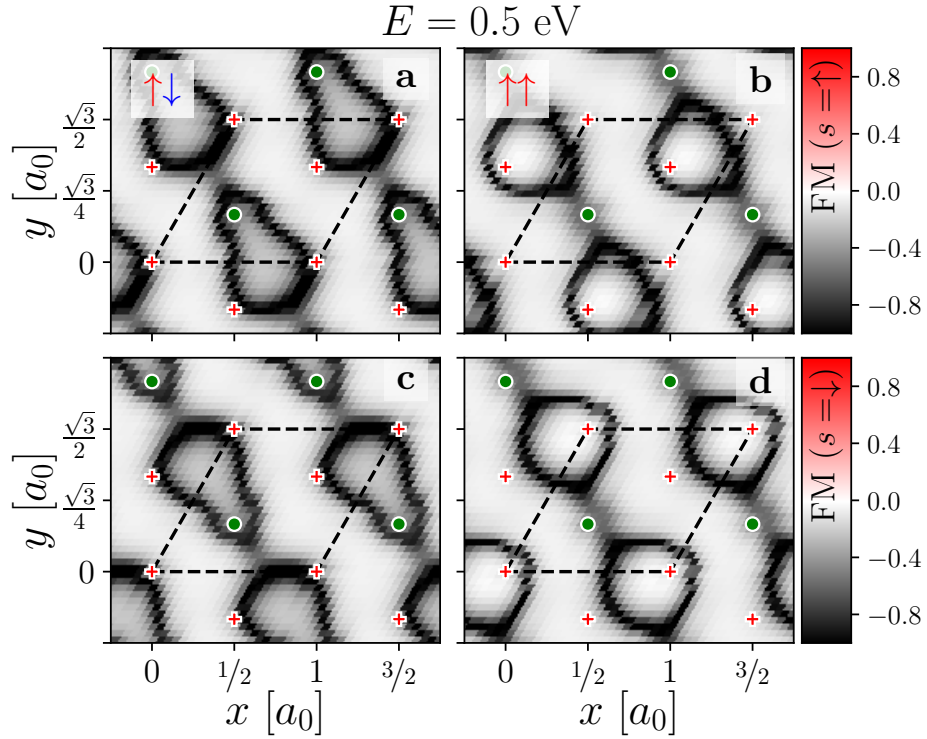 E = 0.5 eV
↑↓ a
↑↑ b
√3/2
√3/4
0
y [a₀]
0.8
0.4
0.0
−0.4
−0.8
FM (s =↑)
c
d
√3/2
√3/4
0
y [a₀]
0.8
0.4
0.0
−0.4
−0.8
FM (s =↓)
0 1/2 1 3/2
0 1/2 1 3/2
x [a₀]
x [a₀]